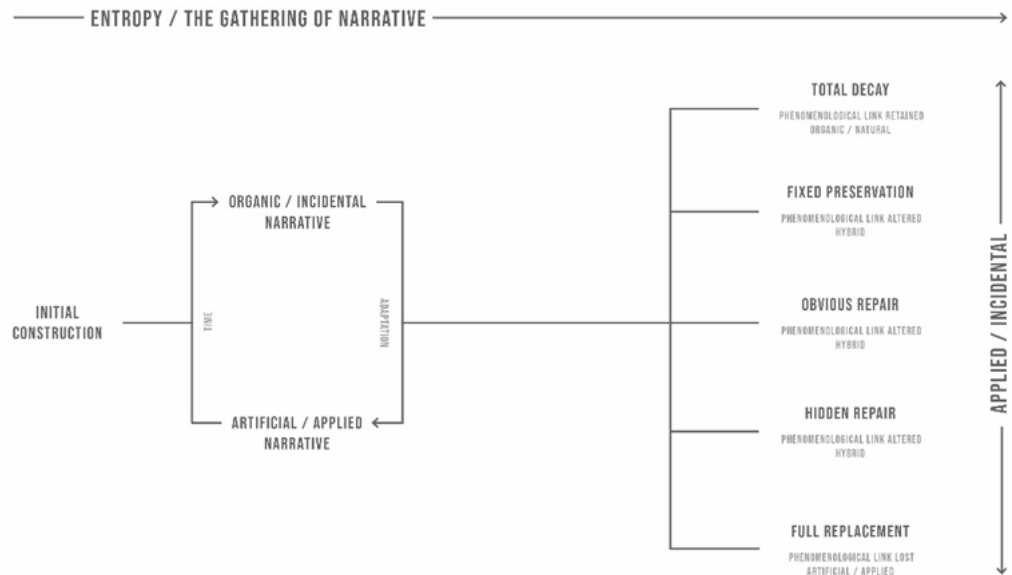 ENTROPY / THE GATHERING OF NARRATIVE
TOTAL DECAY
PHENOMENOLOGICAL LINK RETAINED
ORGANIC / NATURAL
FIXED PRESERVATION
PHENOMENOLOGICAL LINK ALTERED
HYBRID
ORGANIC / INCIDENTAL
NARRATIVE
INITIAL
CONSTRUCTION
TIME
ADAPTATION
OBVIOUS REPAIR
PHENOMENOLOGICAL LINK ALTERED
HYBRID
ARTIFICIAL / APPLIED
NARRATIVE
HIDDEN REPAIR
PHENOMENOLOGICAL LINK ALTERED
HYBRID
FULL REPLACEMENT
PHENOMENOLOGICAL LINK LOST
ARTIFICIAL / APPLIED
APPLIED / INCIDENTAL